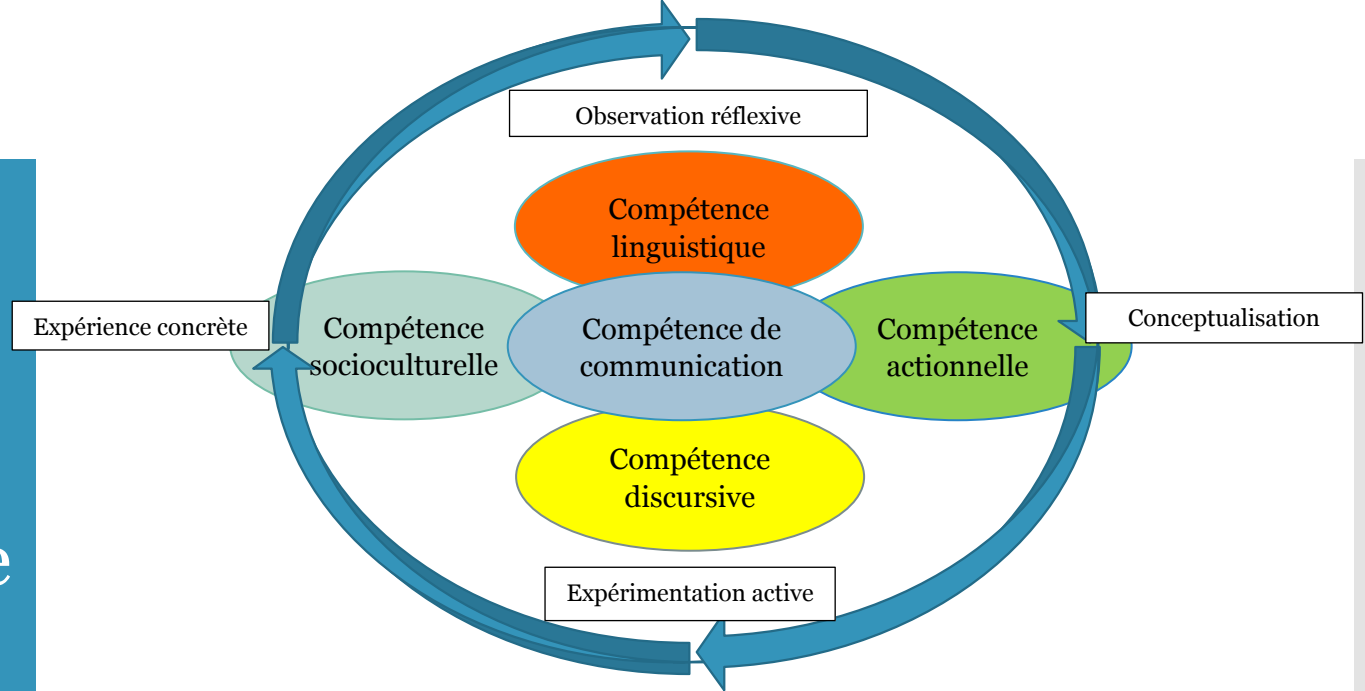 Observation réflexive
Compétence
linguistique
Expérience concrète
Compétence
socioculturelle
Compétence de
communication
Compétence
actionnelle
Conceptualisation
Compétence
discursive
e
Expérimentation active